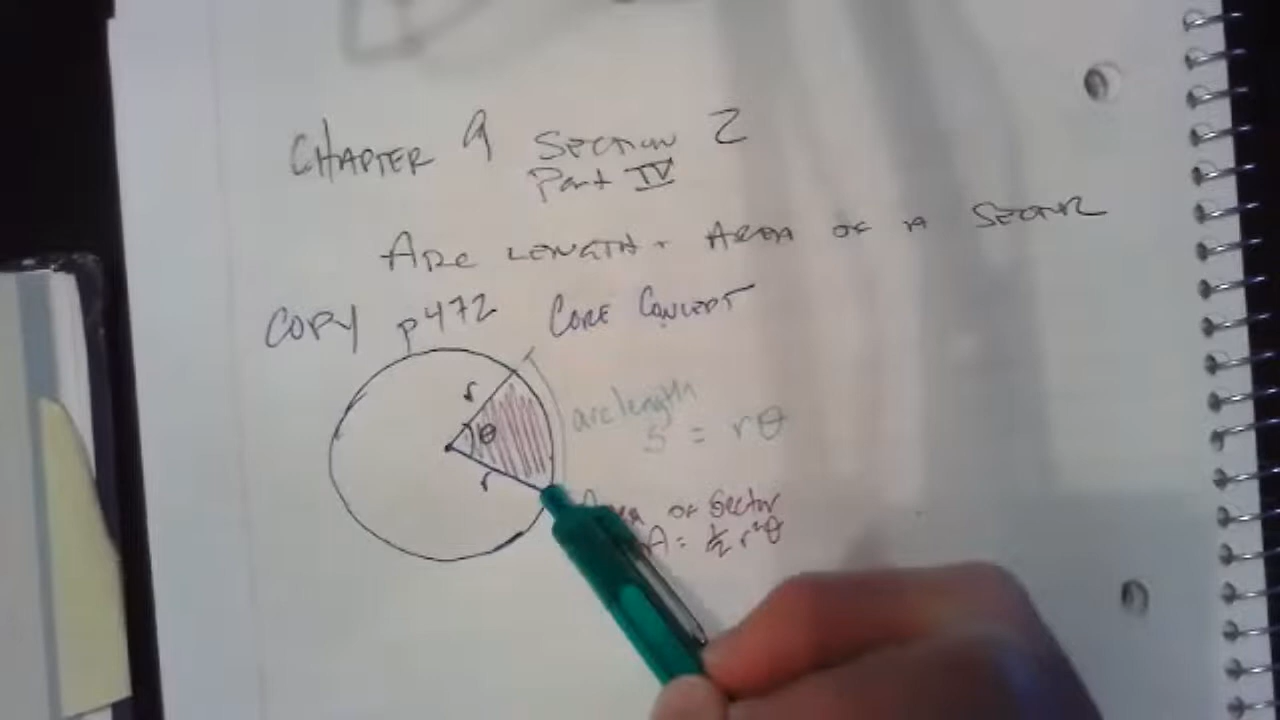 CHAPTER 9 SECTION 2
Part IV
ARC LENGTH + AREA OF A SECTOR
COPY p472 CORE CONCEPT
r
θ
r
arc length
S = rθ
Area of Sector
A = ½ r²θ